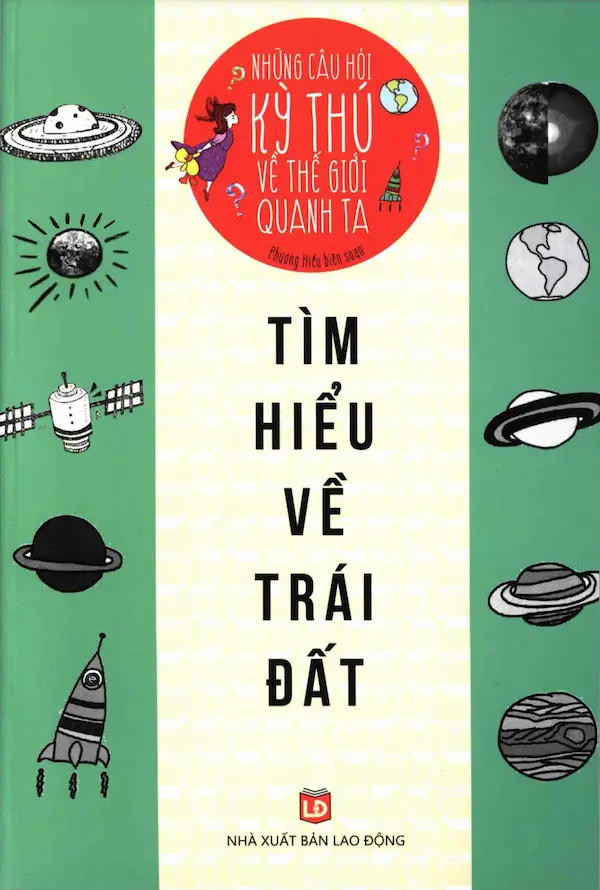 NHỮNG CÂU HỎI
KỲ THÚ
VỀ THẾ GIỚI
QUANH TA
Phương Hiếu biên soạn
TÌM
HIỂU
VỀ
TRÁI
ĐẤT
LĐ
NHÀ XUẤT BẢN LAO ĐỘNG